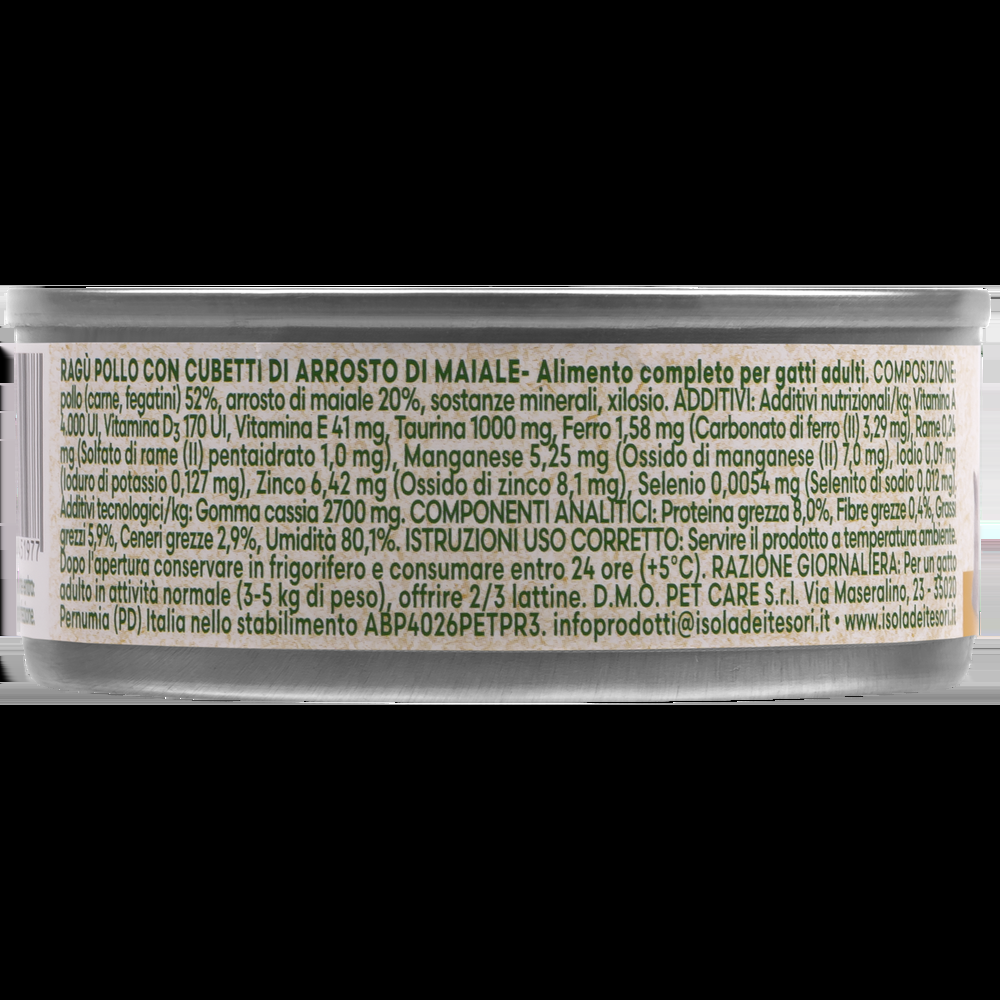 RAGÙ POLLO CON CUBETTI DI ARROSTO DI MAIALE- Alimento completo per gatti adulti. COMPOSIZIONE:
pollo (carne, fegatini) 52%, arrosto di maiale 20%, sostanze minerali, xilosio. ADDITIVI: Additivi nutrizionali/kg: Vitamina A
4.000 UI, Vitamina D3 170 UI, Vitamina E 41 mg, Taurina 1000 mg, Ferro 1,58 mg (Carbonato di ferro (II) 3,29 mg), Rame 0,24
mg (Solfato di rame (II) pentaidrato 1,0 mg), Manganese 5,25 mg (Ossido di manganese (II) 7,0 mg), Iodio 0,09 mg
(Ioduro di potassio 0,127 mg), Zinco 6,42 mg (Ossido di zinco 8,1 mg), Selenio 0,0054 mg (Selenito di sodio 0,012 mg).
Additivi tecnologici/kg: Gomma cassia 2700 mg. COMPONENTI ANALITICI: Proteina grezza 8,0%, Fibre grezze 0,4%, Grassi
grezzi 5,9%, Ceneri grezze 2,9%, Umidità 80,1%. ISTRUZIONI USO CORRETTO: Servire il prodotto a temperatura ambiente.
Dopo l'apertura conservare in frigorifero e consumare entro 24 ore (+5°C). RAZIONE GIORNALIERA: Per un gatto
adulto in attività normale (3-5 kg di peso), offrire 2/3 lattine. D.M.O. PET CARE S.r.l. Via Maseralino, 23 - 35020
Pernumia (PD) Italia nello stabilimento ABP4026PETPR3. infoprodotti@isoladeitesori.it • www.isoladeitesori.it
51977